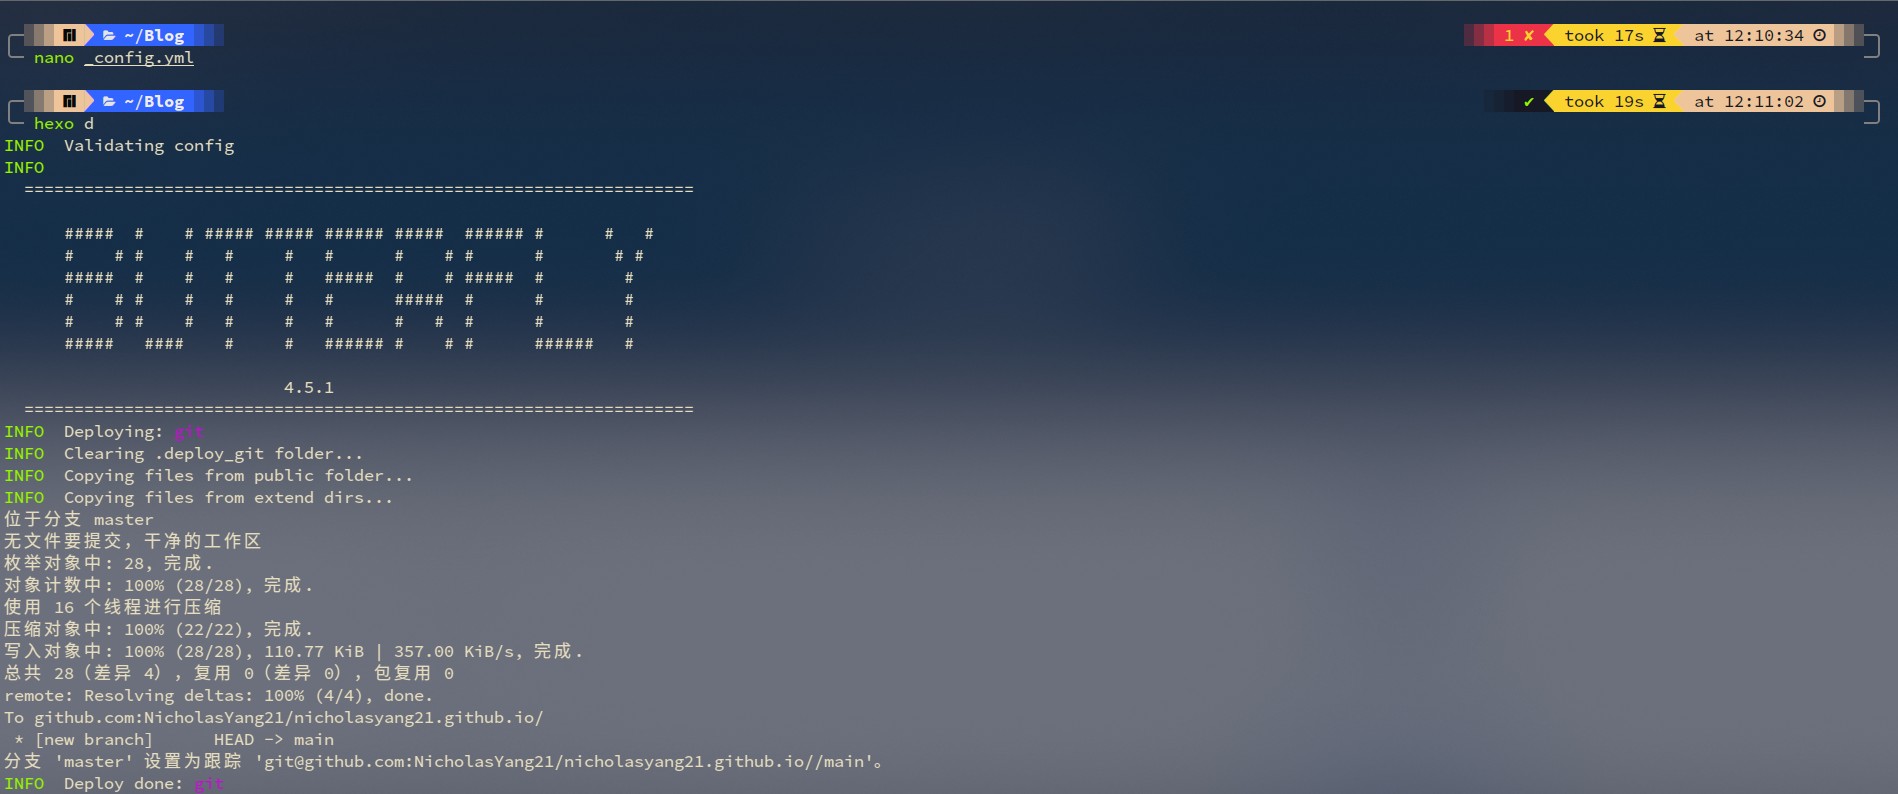 ~/Blog 1 ✘ took 17s at 12:10:34
nano _config.yml
~/Blog ✔ took 19s at 12:11:02
hexo d
INFO  Validating config
INFO
  ===================================================================

      #####  #    # ##### ##### ###### #####  ###### #      #   #
      #    # #    #   #     #   #      #    # #      #       # #
      #####  #    #   #     #   #####  #    # #####  #        #
      #    # #    #   #     #   #      #####  #      #        #
      #    # #    #   #     #   #      #   #  #      #        #
      #####   ####    #     #   ###### #    # #      ######   #

                            4.5.1
  ===================================================================
INFO  Deploying: git
INFO  Clearing .deploy_git folder...
INFO  Copying files from public folder...
INFO  Copying files from extend dirs...
位于分支 master
无文件要提交，干净的工作区
枚举对象中: 28, 完成.
对象计数中: 100% (28/28), 完成.
使用 16 个线程进行压缩
压缩对象中: 100% (22/22), 完成.
写入对象中: 100% (28/28), 110.77 KiB | 357.00 KiB/s, 完成.
总共 28（差异 4），复用 0（差异 0），包复用 0
remote: Resolving deltas: 100% (4/4), done.
To github.com:NicholasYang21/nicholasyang21.github.io/
 * [new branch]      HEAD -> main
分支 'master' 设置为跟踪 'git@github.com:NicholasYang21/nicholasyang21.github.io//main'。
INFO  Deploy done: git